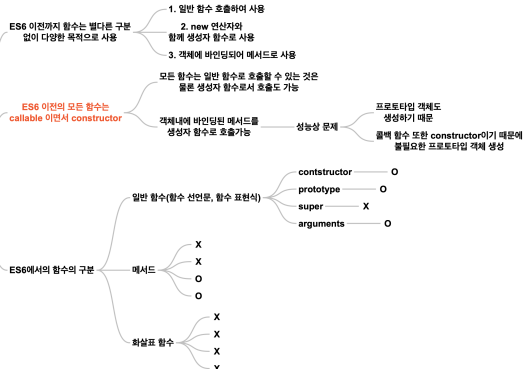 ES6 이전까지 함수는 별다른 구분
없이 다양한 목적으로 사용
1. 일반 함수 호출하여 사용
2. new 연산자와
함께 생성자 함수로 사용
3. 객체에 바인딩되어 메서드로 사용
ES6 이전의 모든 함수는
callable 이면서 constructor
모든 함수는 일반 함수로 호출할 수 있는 것은
물론 생성자 함수로서 호출도 가능
객체내에 바인딩된 메서드를
생성자 함수로 호출가능
성능상 문제
프로토타입 객체도
생성하기 때문
콜백 함수 또한 constructor이기 때문에
불필요한 프로토타입 객체 생성
ES6에서의 함수의 구분
일반 함수(함수 선언문, 함수 표현식)
contstructor O
prototype O
super X
arguments O
메서드
X
X
O
O
화살표 함수
X
X
X
X